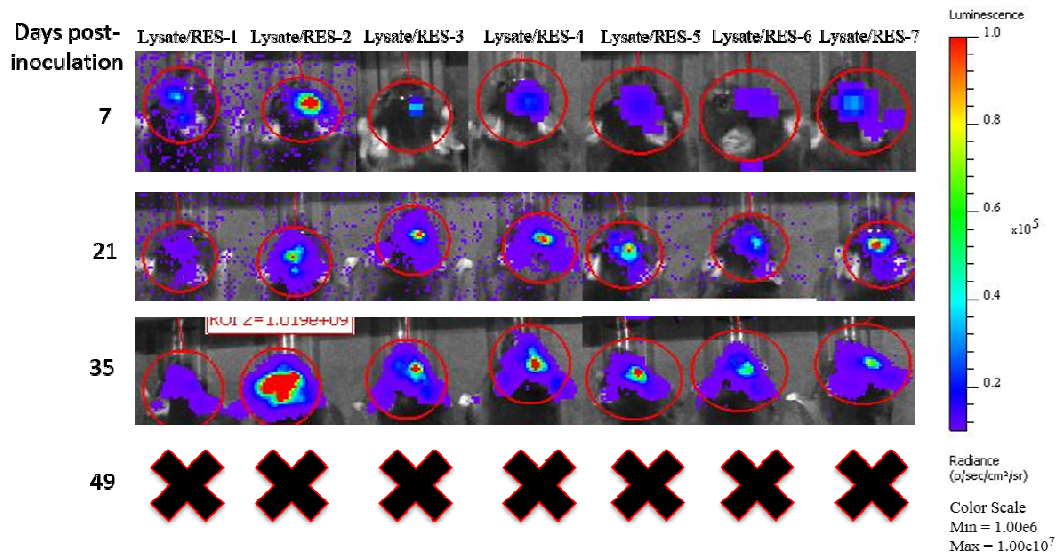 Days post-
inoculation
Lysate/RES-1 Lysate/RES-2 Lysate/RES-3 Lysate/RES-4 Lysate/RES-5 Lysate/RES-6 Lysate/RES-7
7
21
ROI 2=1.019e+09
35
49
Luminescence
1.0
0.8
0.6
x10⁵
0.4
0.2
Radiance
(p/sec/cm²/sr)
Color Scale
Min = 1.00e6
Max = 1.00e10⁷